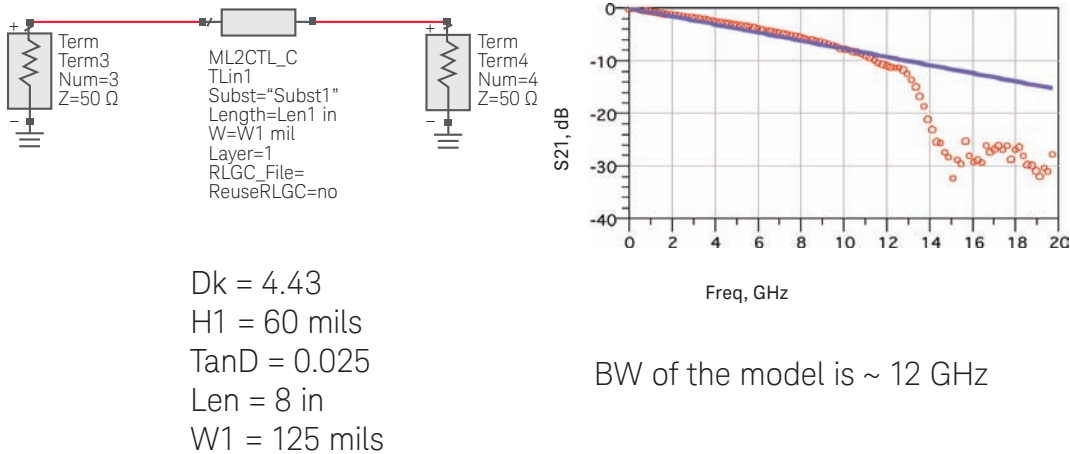 +
Term
Term3
Num=3
Z=50 Ω
−
ML2CTL_C
TLin1
Subst="Subst1"
Length=Len1 in
W=W1 mil
Layer=1
RLGC_File=
ReuseRLGC=no
+
Term
Term4
Num=4
Z=50 Ω
−
S21, dB
0
-10
-20
-30
-40
0 2 4 6 8 10 12 14 16 18 20
Freq, GHz
Dk = 4.43
H1 = 60 mils
TanD = 0.025
Len = 8 in
W1 = 125 mils
BW of the model is ~ 12 GHz